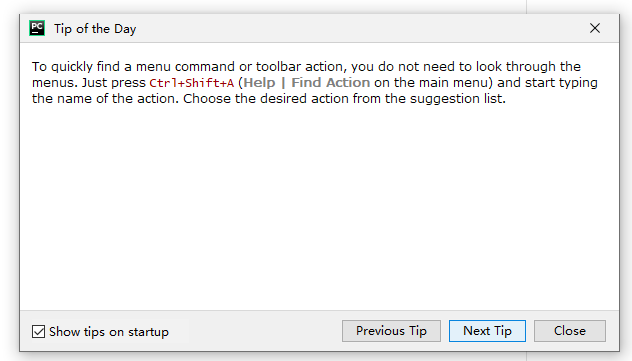 PC
Tip of the Day
To quickly find a menu command or toolbar action, you do not need to look through the
menus. Just press Ctrl+Shift+A (Help | Find Action on the main menu) and start typing
the name of the action. Choose the desired action from the suggestion list.
Show tips on startup
Previous Tip
Next Tip
Close